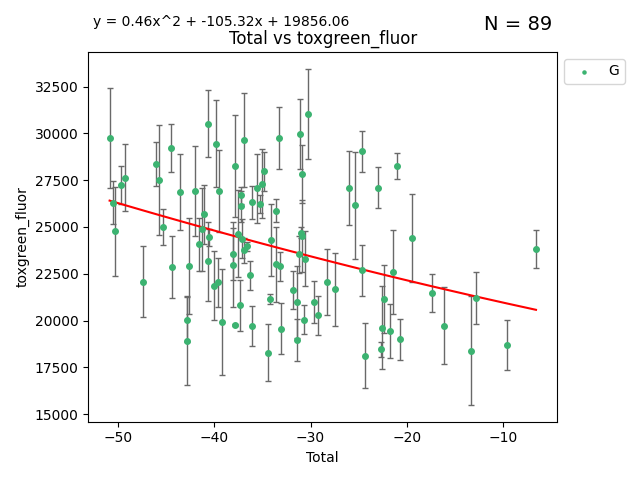 y = 0.46x^2 + -105.32x + 19856.06
N = 89
Total vs toxgreen_fluor
G
toxgreen_fluor
32500
30000
27500
25000
22500
20000
17500
15000
−50
−40
−30
−20
−10
Total